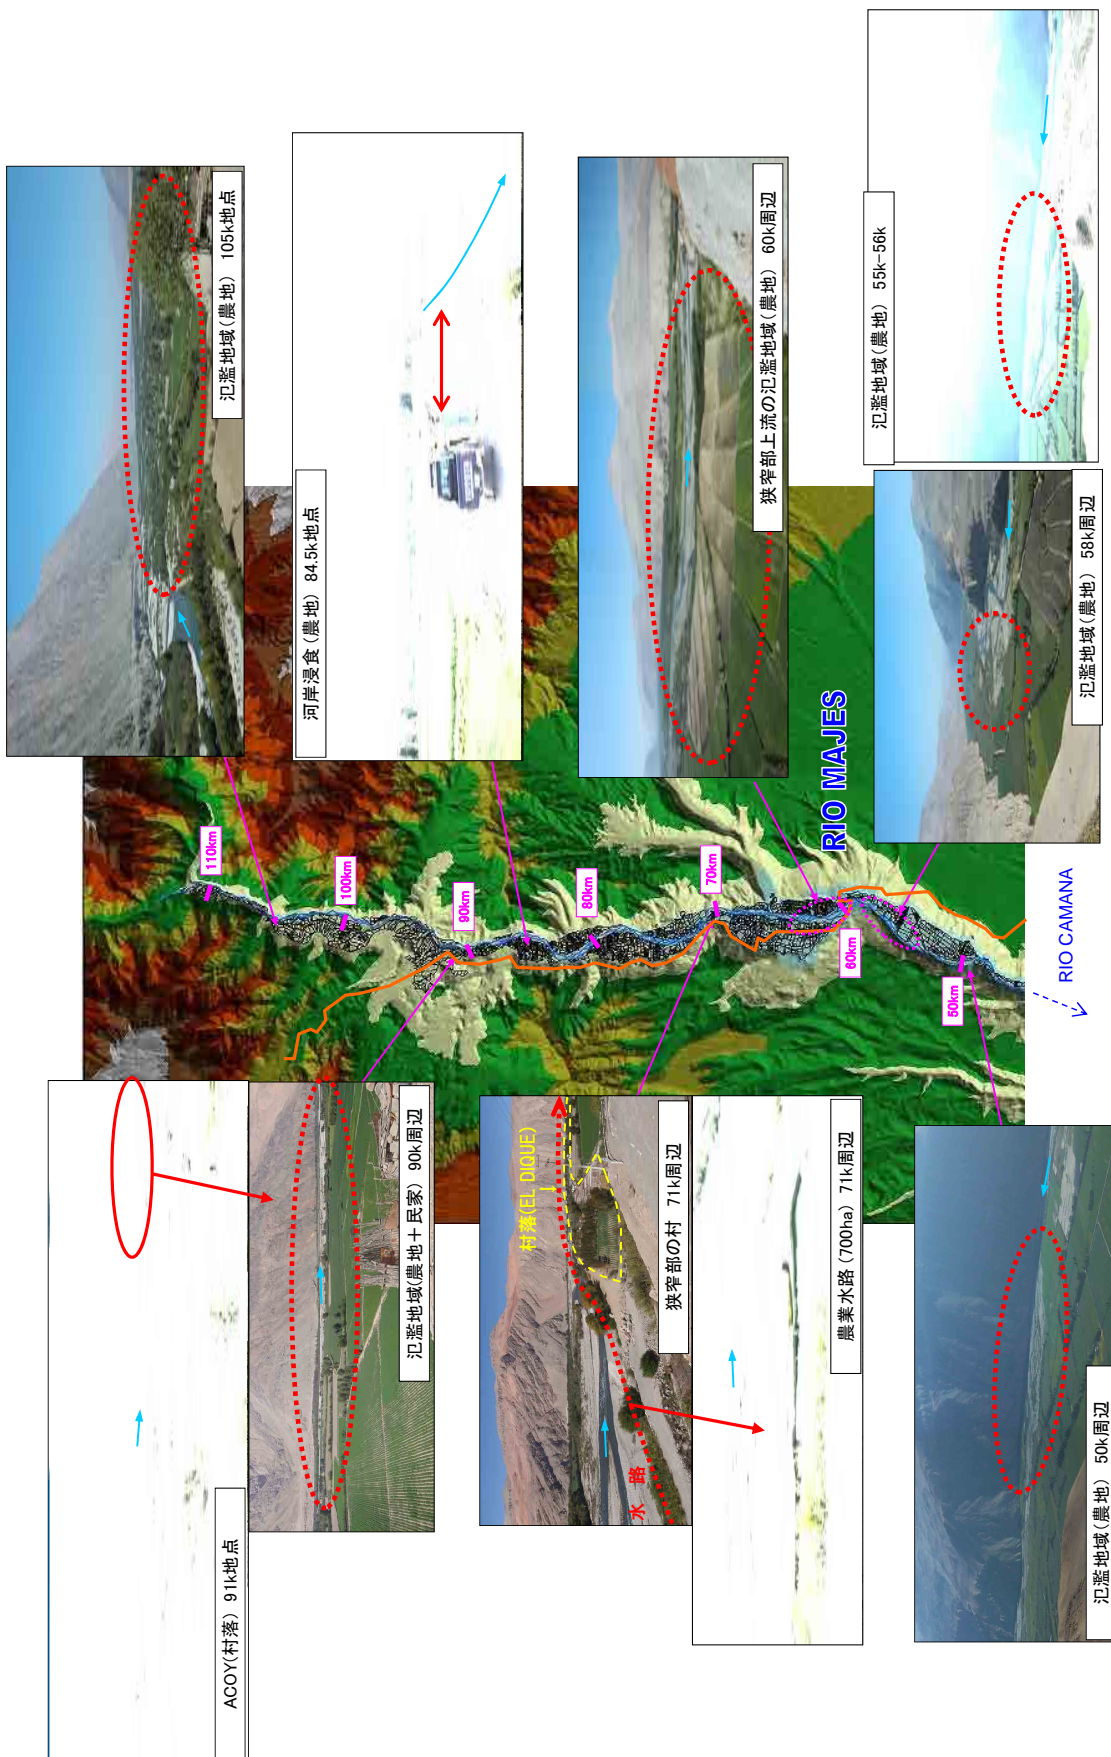 氾濫地域(農地) 105k地点
河岸浸食(農地) 84.5k地点
狭窄部上流の氾濫地域(農地) 60k周辺
氾濫地域(農地) 55k-56k
氾濫地域(農地) 58k周辺
110km
100km
90km
80km
70km
60km
50km
RIO MAJES
RIO CAMANA
ACOY(村落) 91k地点
氾濫地域(農地+民家) 90k周辺
村落(EL DIQUE)
水 路
狭窄部の村 71k周辺
農業水路(700ha) 71k周辺
氾濫地域(農地) 50k周辺